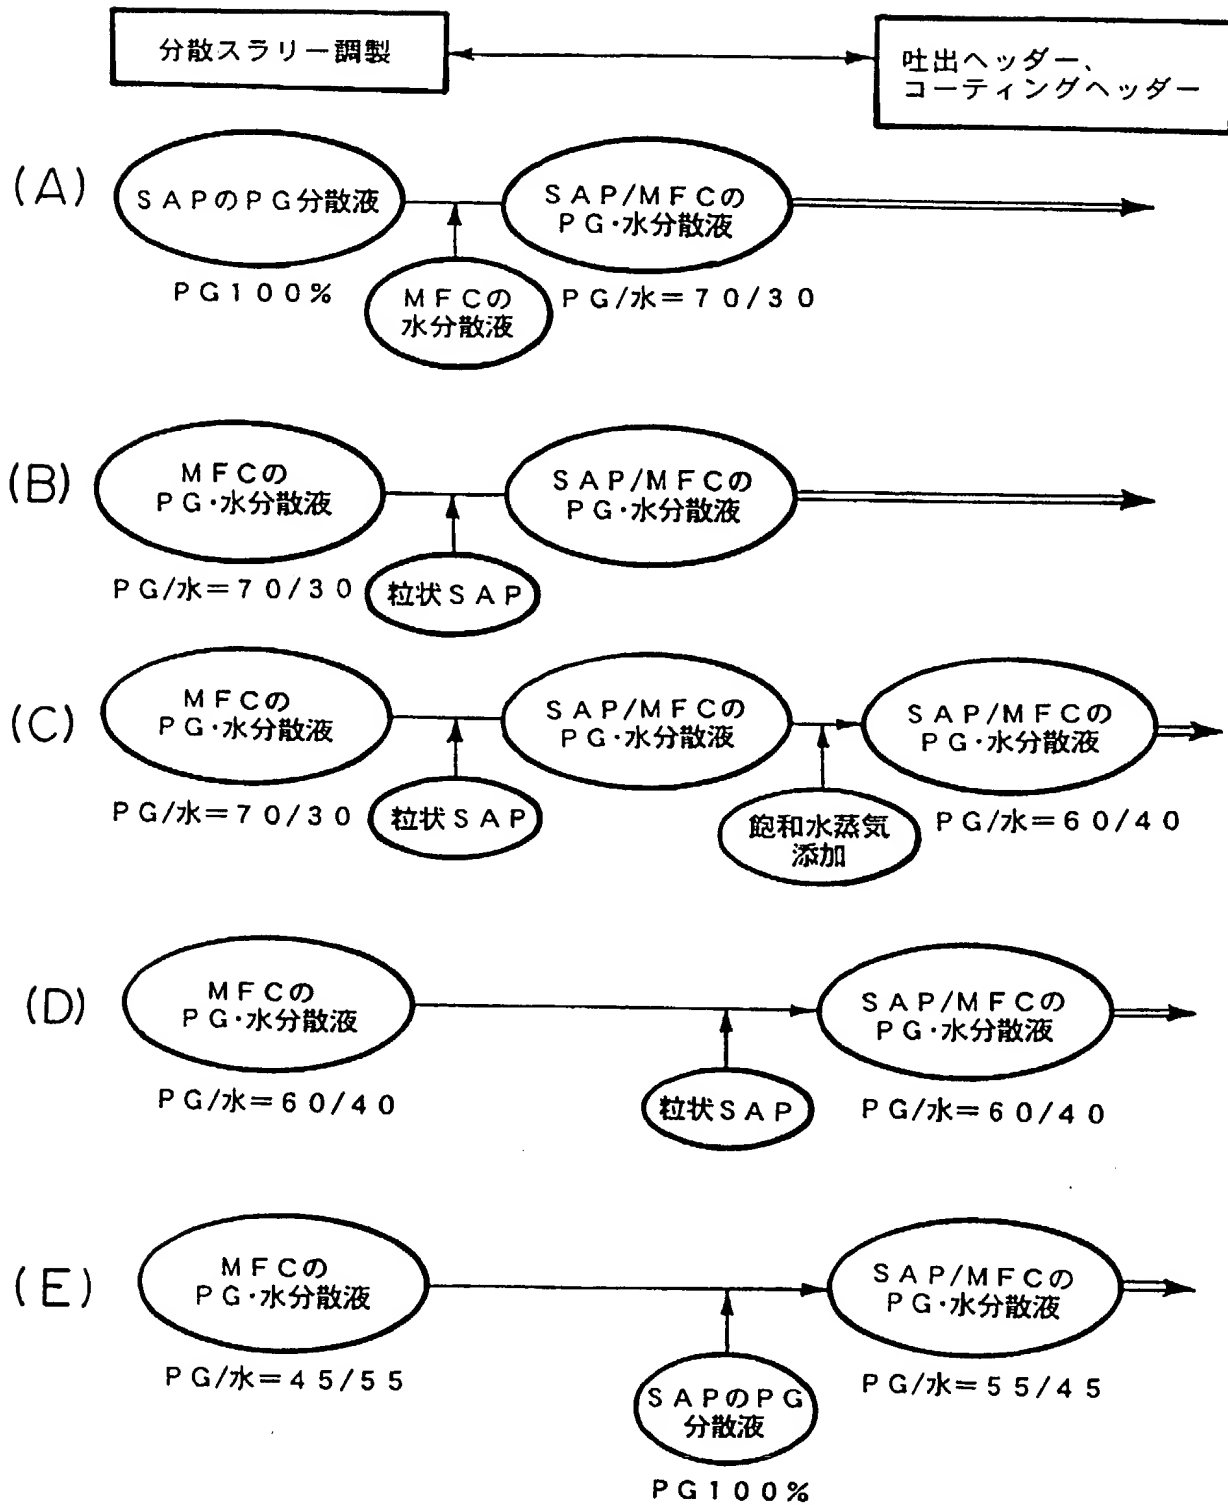 分散スラリー調製
吐出ヘッダー、
コーティングヘッダー
(A)
SAPのPG分散液
SAP/MFCの
PG・水分散液
PG100%
MFCの
水分散液
PG/水=70/30
(B)
MFCの
PG・水分散液
SAP/MFCの
PG・水分散液
PG/水=70/30
粒状SAP
(C)
MFCの
PG・水分散液
SAP/MFCの
PG・水分散液
SAP/MFCの
PG・水分散液
PG/水=70/30
粒状SAP
飽和水蒸気
添加
PG/水=60/40
(D)
MFCの
PG・水分散液
SAP/MFCの
PG・水分散液
PG/水=60/40
粒状SAP
PG/水=60/40
(E)
MFCの
PG・水分散液
SAP/MFCの
PG・水分散液
PG/水=45/55
SAPのPG
分散液
PG/水=55/45
PG100%